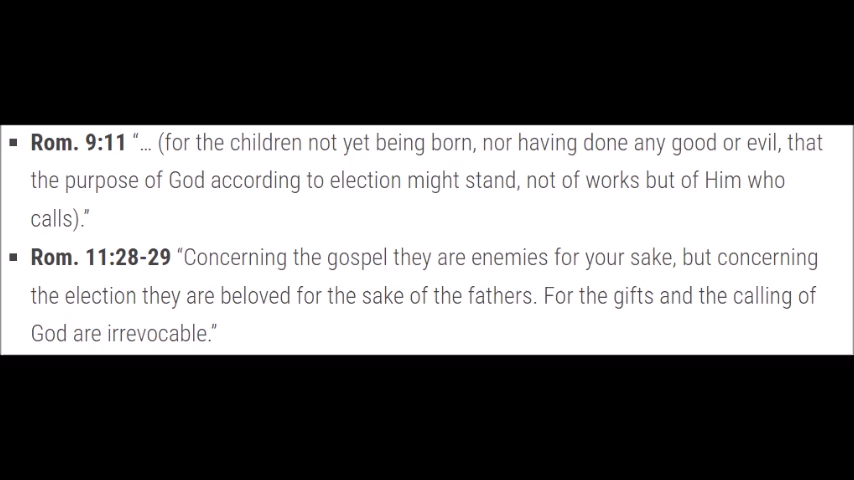 ▪ Rom. 9:11 “... (for the children not yet being born, nor having done any good or evil, that
the purpose of God according to election might stand, not of works but of Him who
calls).”
▪ Rom. 11:28-29 “Concerning the gospel they are enemies for your sake, but concerning
the election they are beloved for the sake of the fathers. For the gifts and the calling of
God are irrevocable.”